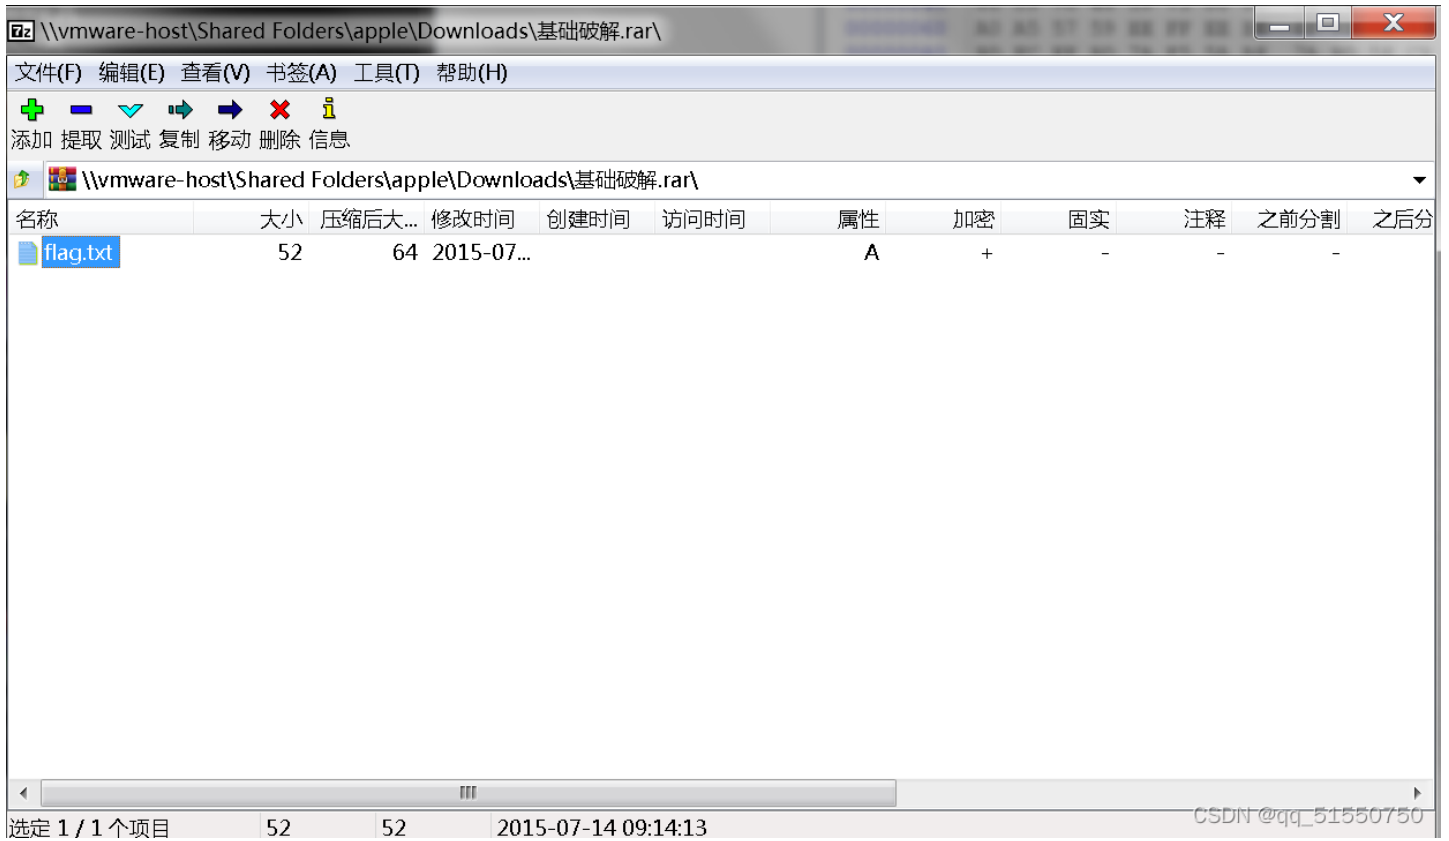 \\vmware-host\Shared Folders\apple\Downloads\基础破解.rar\
文件(F) 编辑(E) 查看(V) 书签(A) 工具(T) 帮助(H)
添加 提取 测试 复制 移动 删除 信息
\\vmware-host\Shared Folders\apple\Downloads\基础破解.rar\
名称 大小 压缩后大... 修改时间 创建时间 访问时间 属性 加密 固实 注释 之前分割 之后分
flag.txt 52 64 2015-07... A + - - -
选定 1 / 1 个项目 52 52 2015-07-14 09:14:13
CSDN @qq_51550750